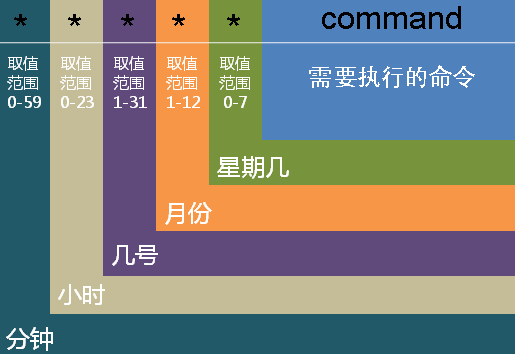 * * * * * command
取值 取值 取值 取值 取值
范围 范围 范围 范围 范围
0-59 0-23 1-31 1-12 0-7
需要执行的命令
星期几
月份
几号
小时
分钟